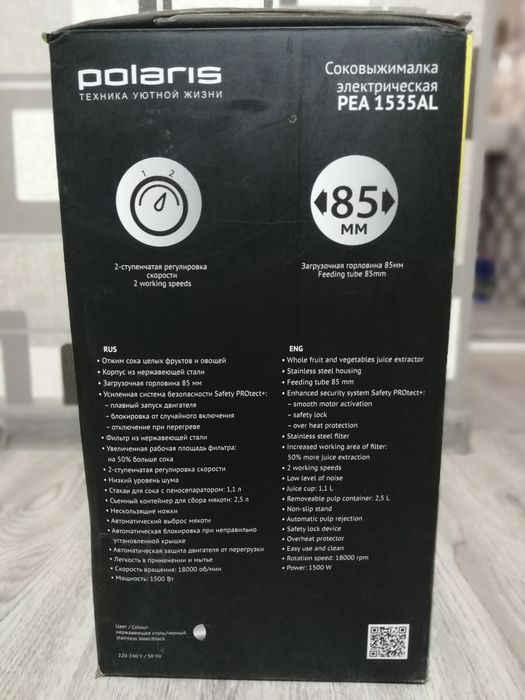 polaris
ТЕХНИКА УЮТНОЙ ЖИЗНИ
Соковыжималка
электрическая
PEA 1535AL
1 2
85
ММ
2-ступенчатая регулировка
скорости
2 working speeds
Загрузочная горловина 85мм
Feeding tube 85mm
RUS
• Отжим сока целых фруктов и овощей
• Корпус из нержавеющей стали
• Загрузочная горловина 85 мм
• Усиленная система безопасности Safety PROtect+:
– плавный запуск двигателя
– блокировка от случайного включения
– отключение при перегреве
• Фильтр из нержавеющей стали
• Увеличенная рабочая площадь фильтра:
на 50% больше сока
• 2-ступенчатая регулировка скорости
• Низкий уровень шума
• Стакан для сока с пеносепаратором: 1,1 л
• Съемный контейнер для сбора мякоти: 2,5 л
• Нескользящие ножки
• Автоматический выброс мякоти
• Автоматическая блокировка при неправильно
установленной крышке
• Автоматическая защита двигателя от перегрузки
• Легкость в применении и мытье
• Скорость вращения: 18000 об/мин
• Мощность: 1500 Вт
ENG
• Whole fruit and vegetables juice extractor
• Stainless steel housing
• Feeding tube 85 mm
• Enhanced security system Safety PROtect+:
– smooth motor activation
– safety lock
– over heat protection
• Stainless steel filter
• Increased working area of filter:
50% more juice extraction
• 2 working speeds
• Low level of noise
• Juice cup: 1,1 L
• Removeable pulp container: 2,5 L
• Non-slip stand
• Automatic pulp rejection
• Safety lock device
• Overheat protector
• Easy use and clean
• Rotation speed: 18000 rpm
• Power: 1500 W
Цвет / Colour:
нержавеющая сталь/черный
stainless steel/black
220-240 V / 50 Hz